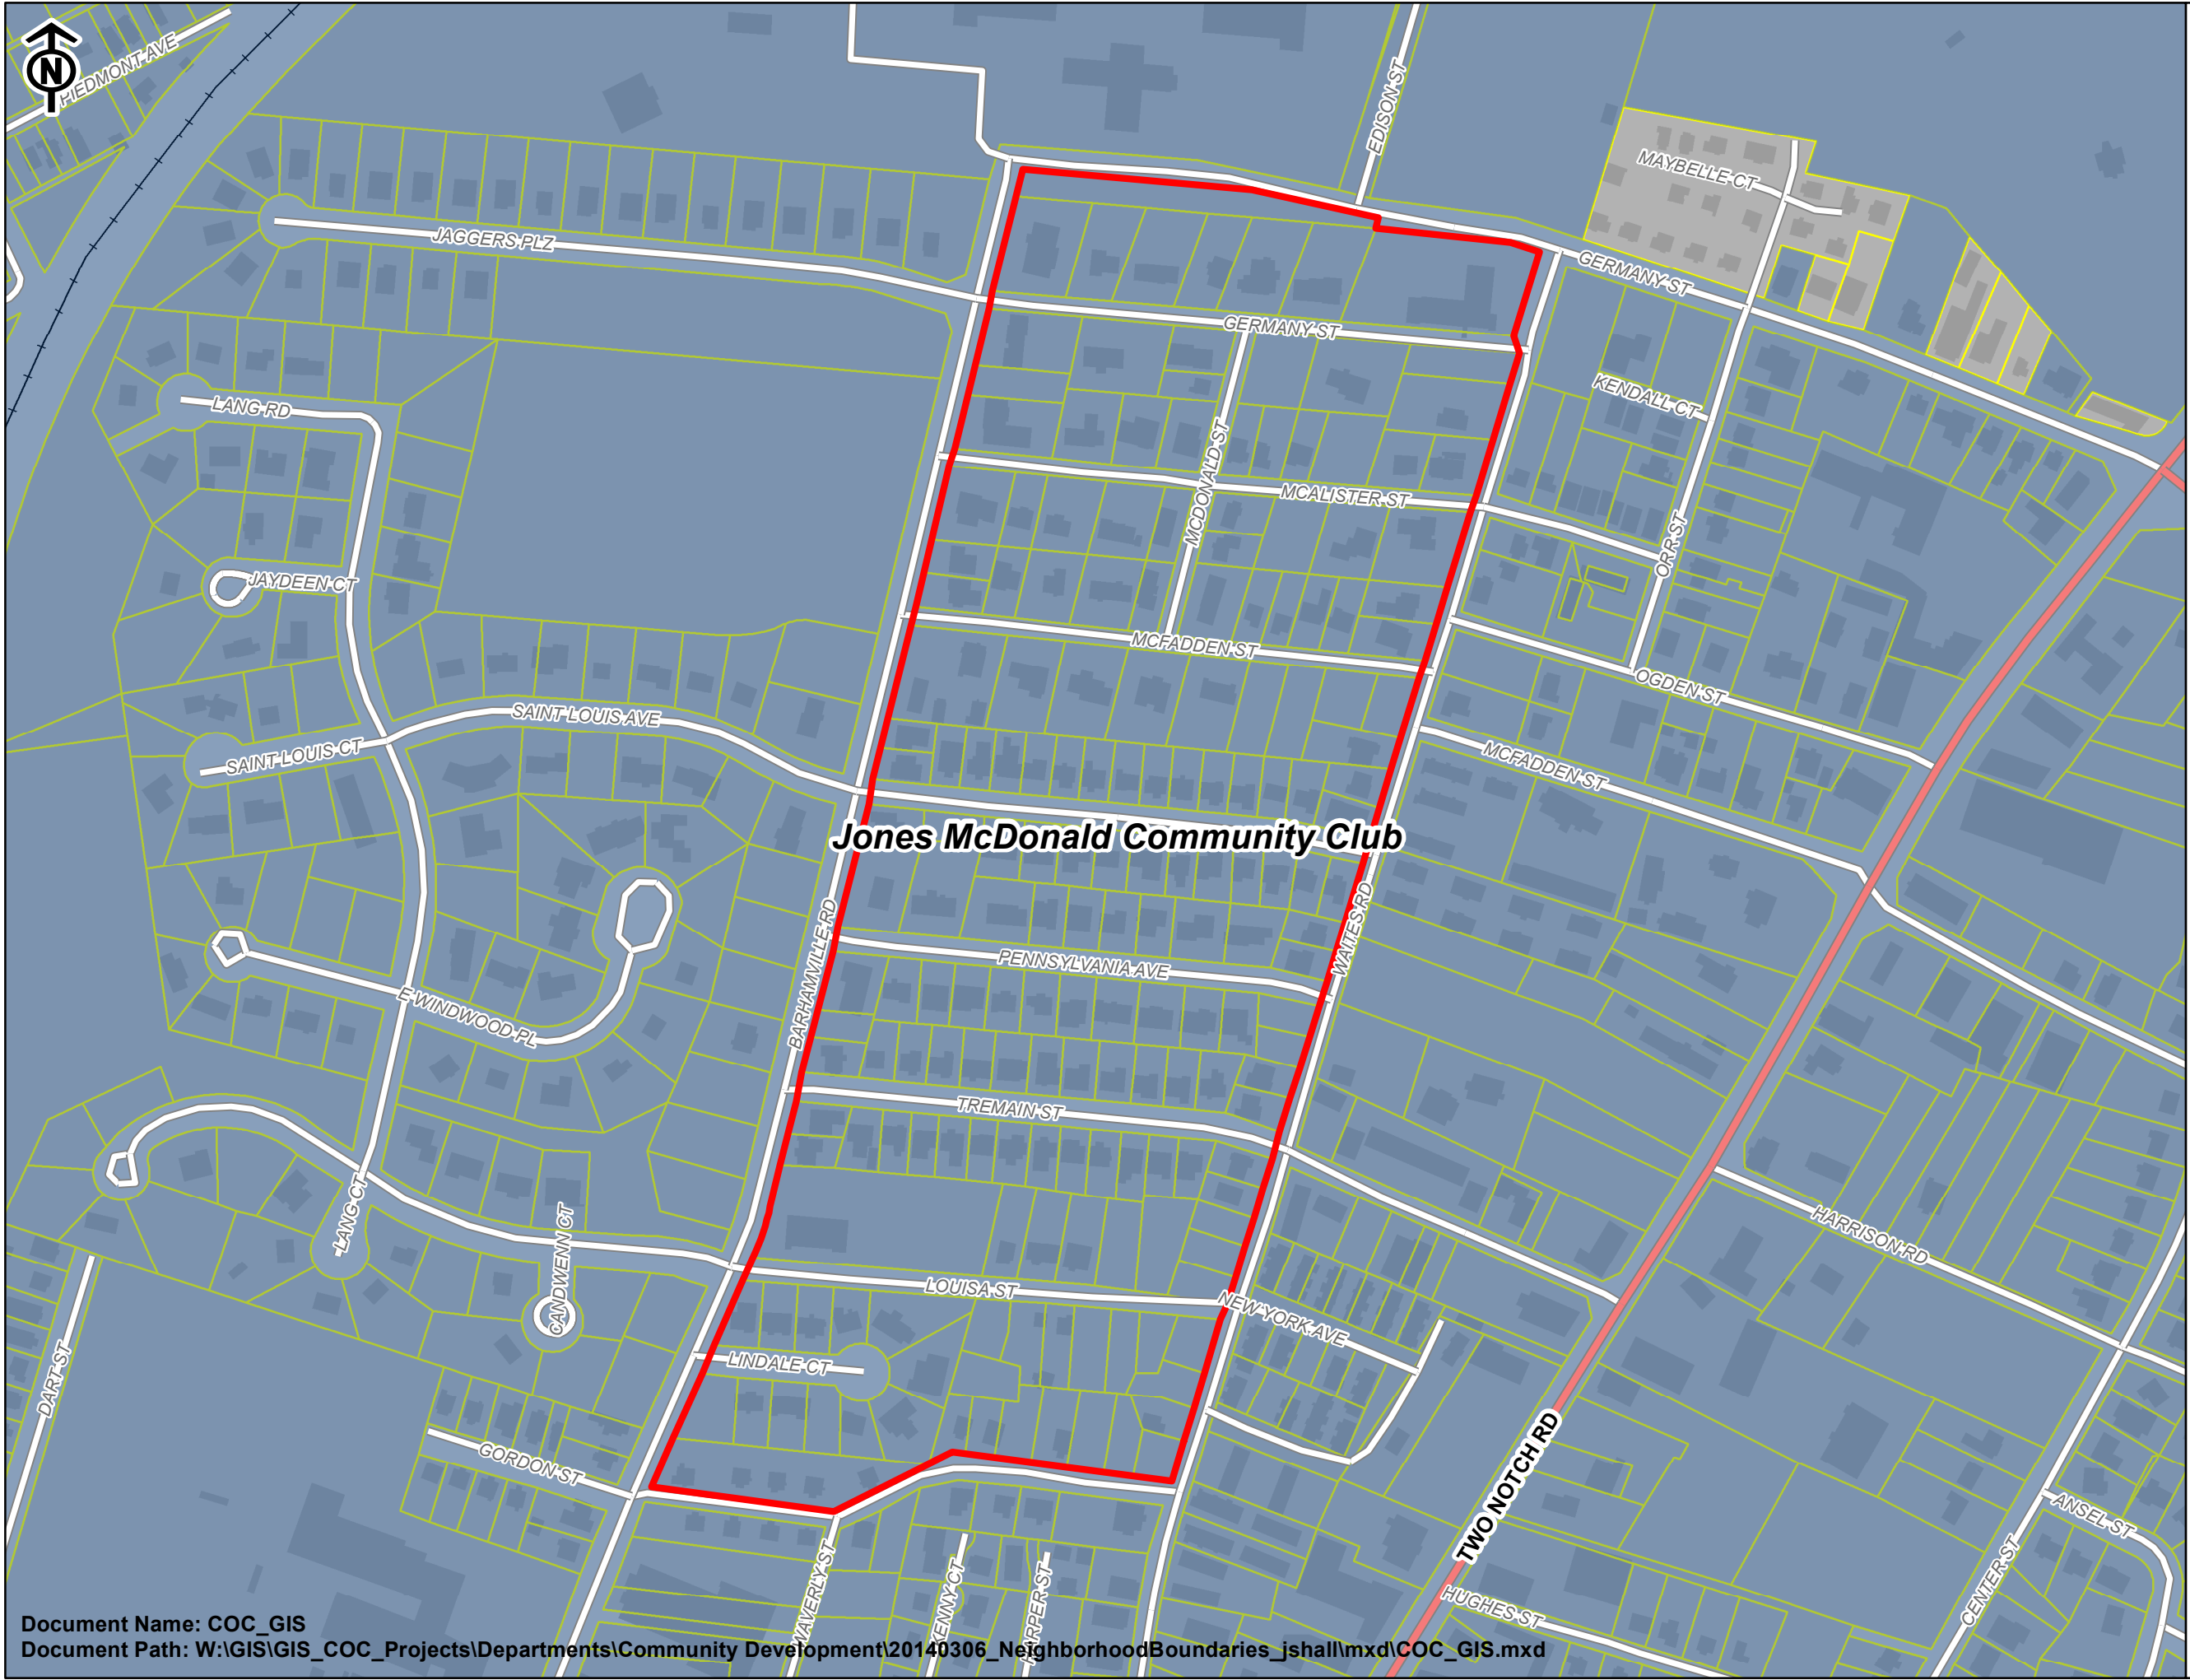 N
PIEDMONT AVE
EDISON ST
MAYBELLE CT
JAGGERS PLZ
GERMANY ST
GERMANY ST
KENDALL CT
LANG RD
MCDONALD ST
MCALISTER ST
ORR ST
JAYDEEN CT
MCFADDEN ST
OGDEN ST
SAINT LOUIS AVE
SAINT LOUIS CT
MCFADDEN ST
Jones McDonald Community Club
BARHAMVILLE RD
WAITES RD
PENNSYLVANIA AVE
E WINDWOOD PL
TREMAIN ST
LANG CT
CANDWENN CT
HARRISON RD
LOUISA ST
NEW YORK AVE
LINDALE CT
DART ST
GORDON ST
TWO NOTCH RD
ANSEL ST
CENTER ST
WAVERLY ST
KENNY CT
HARPER ST
HUGHES ST
Document Name: COC_GIS
Document Path: W:\GIS\GIS_COC_Projects\Departments\Community Development\20140306_NeighborhoodBoundaries_jshall\mxd\COC_GIS.mxd